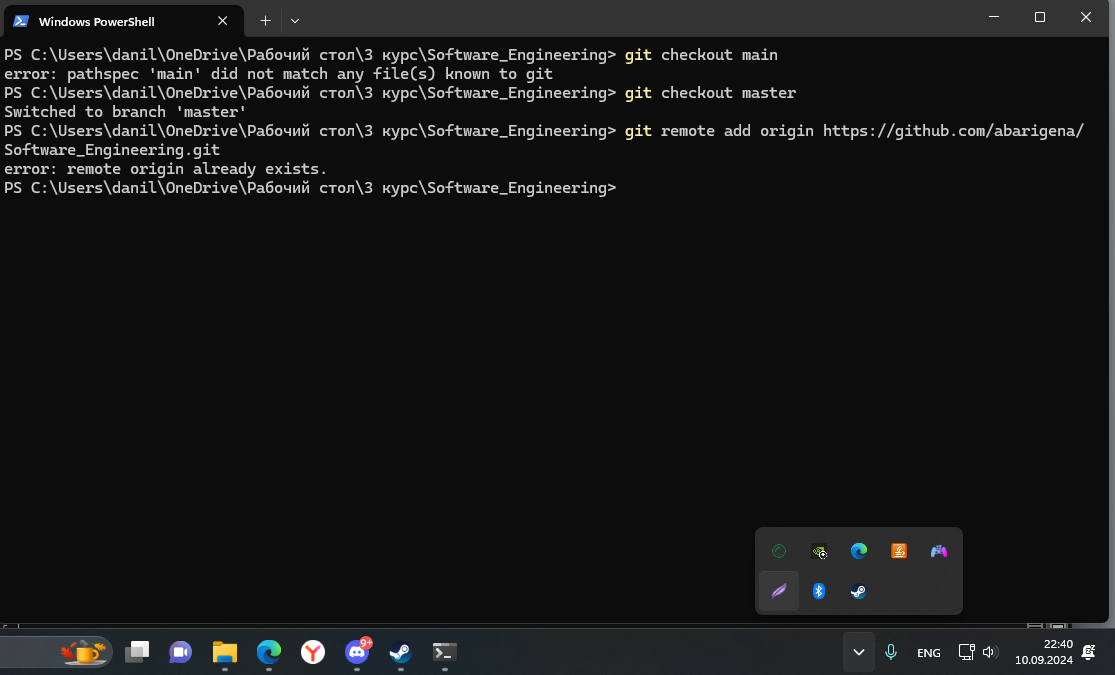 Windows PowerShell
PS C:\Users\danil\OneDrive\Рабочий стол\3 курс\Software_Engineering> git checkout main
error: pathspec 'main' did not match any file(s) known to git
PS C:\Users\danil\OneDrive\Рабочий стол\3 курс\Software_Engineering> git checkout master
Switched to branch 'master'
PS C:\Users\danil\OneDrive\Рабочий стол\3 курс\Software_Engineering> git remote add origin https://github.com/abarigena/
Software_Engineering.git
error: remote origin already exists.
PS C:\Users\danil\OneDrive\Рабочий стол\3 курс\Software_Engineering>
9+
ENG
22:40
10.09.2024